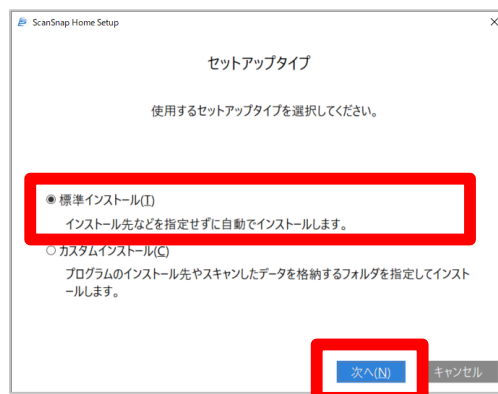 ScanSnap Home Setup
セットアップタイプ
使用するセットアップタイプを選択してください。
標準インストール(I)
インストール先などを指定せずに自動でインストールします。
カスタムインストール(C)
プログラムのインストール先やスキャンしたデータを格納するフォルダを指定してインスト
ールします。
次へ(N) キャンセル